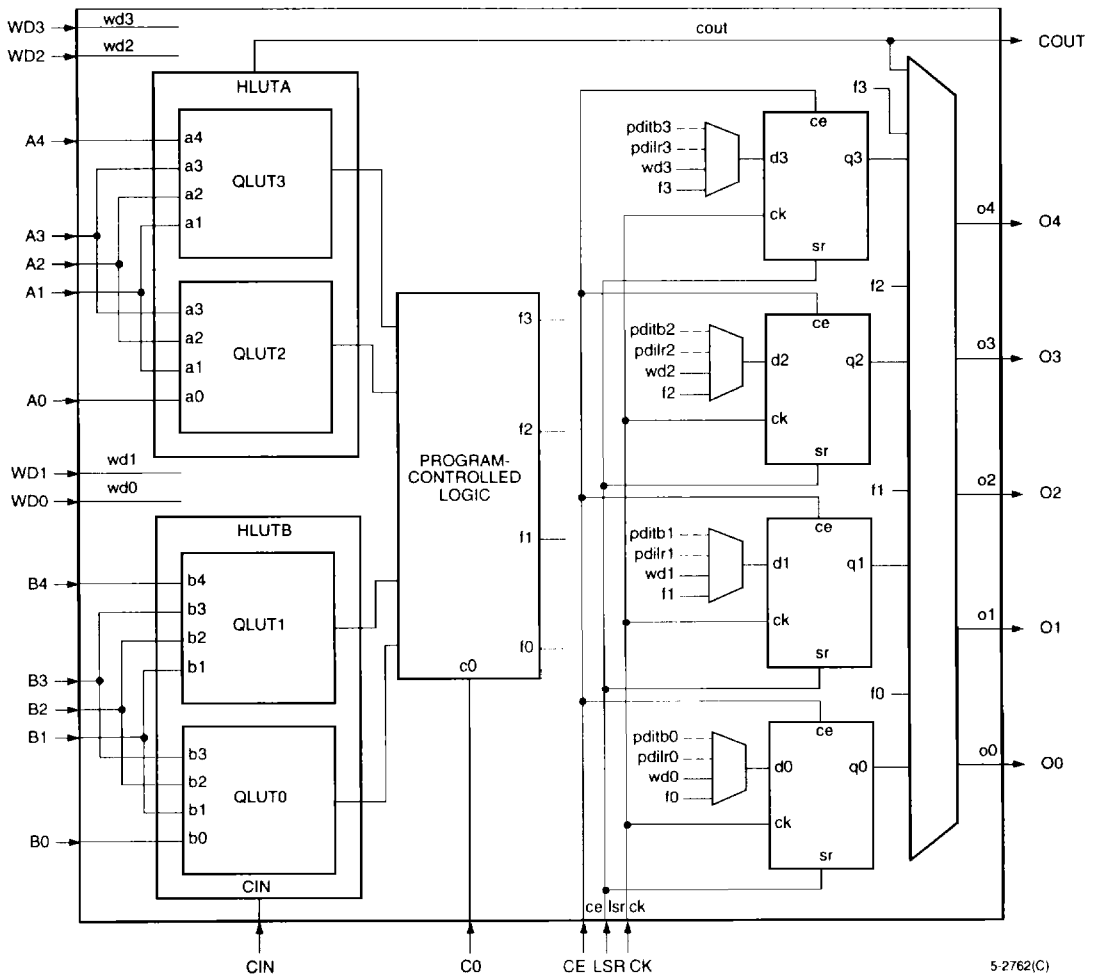 WD3 wd3
WD2 wd2
cout COUT
HLUTA
f3
A4 a4
a3 QLUT3
a2
a1
A3
A2
A1
pditb3
pdilr3
wd3
f3
ce
d3 q3
ck
sr
o4 O4
a3
a2 QLUT2
a1
A0 a0
f3
f2
f1
f0
PROGRAM-
CONTROLLED
LOGIC
c0
f2
pditb2
pdilr2
wd2
f2
ce
d2 q2
ck
sr
o3 O3
WD1 wd1
WD0 wd0
f1
o2 O2
HLUTB
B4 b4
b3
b2 QLUT1
b1
B3
B2
B1
pditb1
pdilr1
wd1
f1
ce
d1 q1
ck
sr
o1 O1
b3
b2
b1 QLUT0
B0 b0
CIN
f0
pditb0
pdilr0
wd0
f0
ce
d0 q0
ck
sr
o0 O0
ce lsr ck
CIN C0 CE LSR CK
5-2762(C)